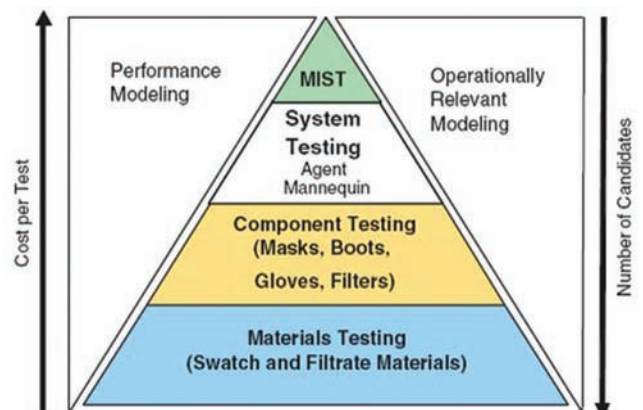 Cost per Test
Performance
Modeling
MIST
System
Testing
Agent
Mannequin
Component Testing
(Masks, Boots,
Gloves, Filters)
Materials Testing
(Swatch and Filtrate Materials)
Operationally
Relevant
Modeling
Number of Candidates